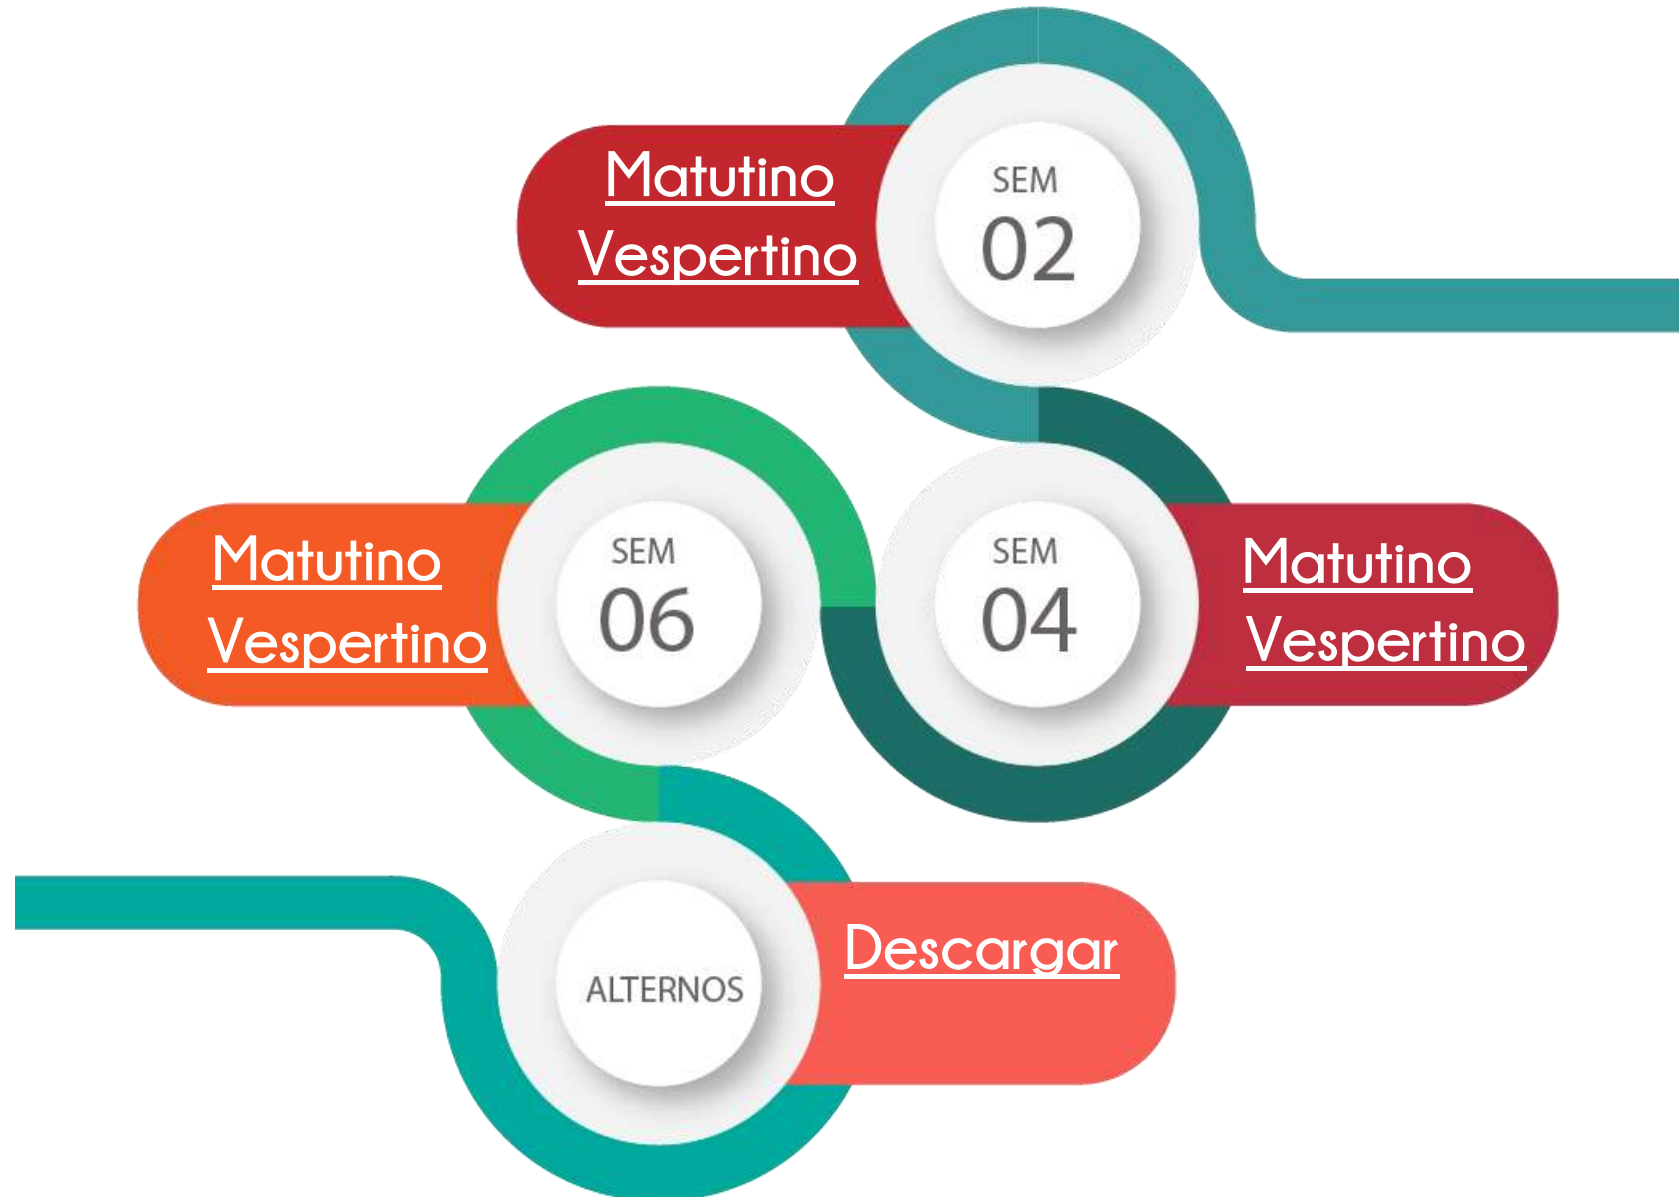 Matutino
Vespertino
SEM
02
Matutino
Vespertino
SEM
06
SEM
04
Matutino
Vespertino
ALTERNOS
Descargar